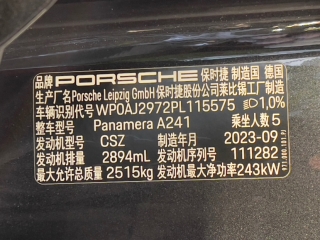 品牌 PORSCHE 保时捷 制造国 德国
生产厂名 Porsche Leipzig GmbH 保时捷股份公司莱比锡工厂制造
车辆识别代号 WP0AJ2972PL115575 1,0%
整车型号 Panamera A241 乘坐人数 5
发动机型号 CSZ 制造年月 2023-09
发动机排量 2894mL 发动机序列号 111282
最大允许总质量 2515kg 发动机最大净功率 243kW